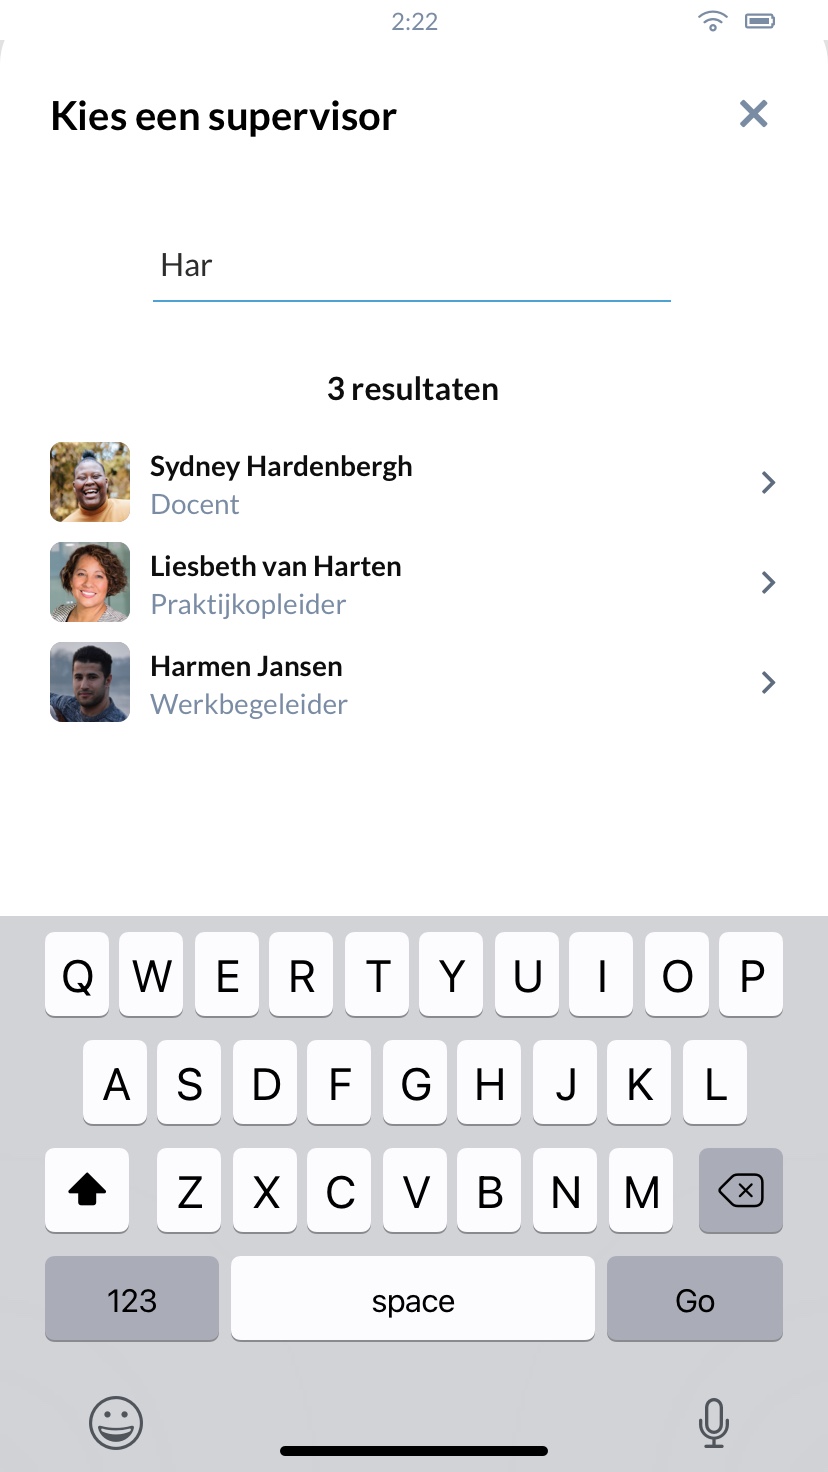 2:22
Kies een supervisor
Har
3 resultaten
Sydney Hardenbergh
Docent
Liesbeth van Harten
Praktijkopleider
Harmen Jansen
Werkbegeleider
Q W E R T Y U I O P
A S D F G H J K L
Z X C V B N M
123 space Go